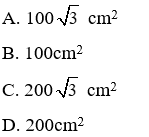 A. 100√3 cm²
B. 100cm²
C. 200√3 cm²
D. 200cm²